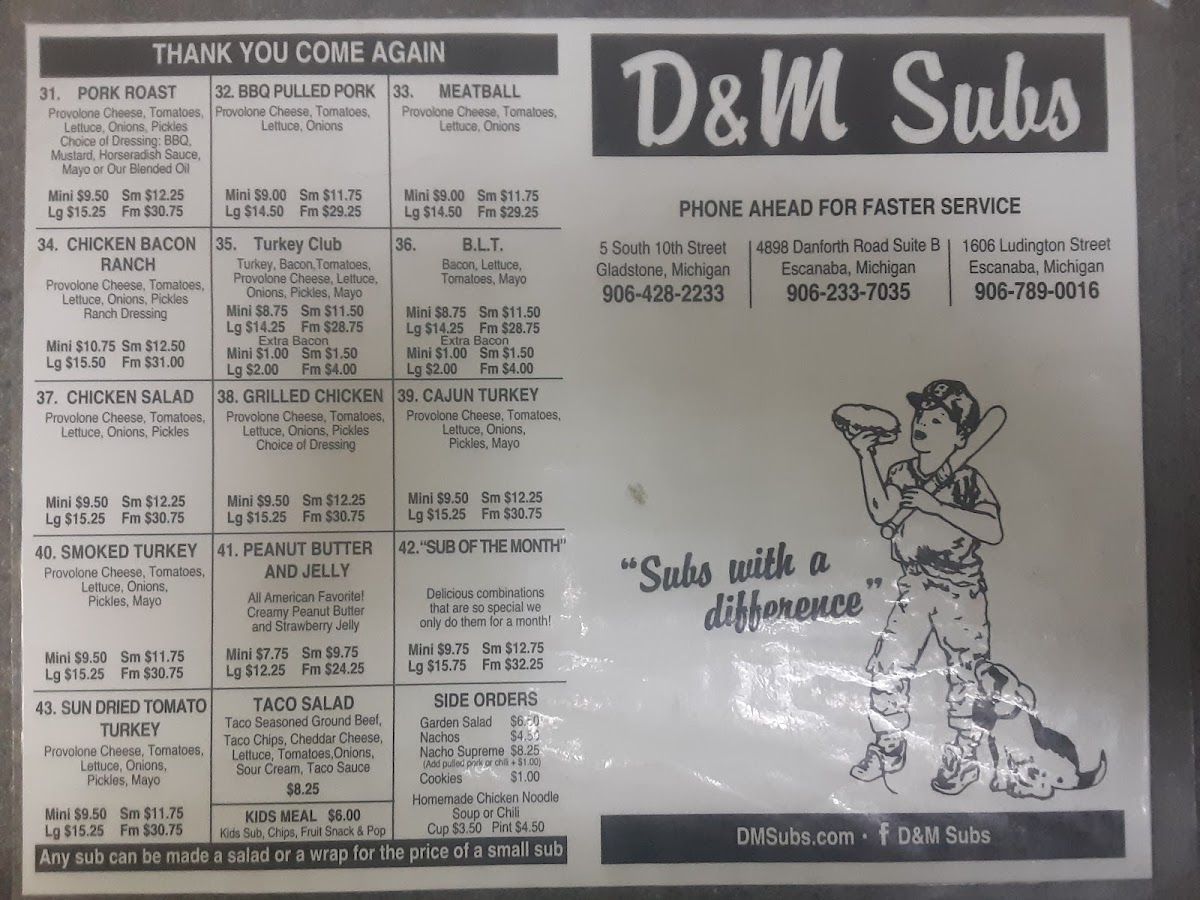 THANK YOU COME AGAIN
31. PORK ROAST
Provolone Cheese, Tomatoes,
Lettuce, Onions, Pickles
Choice of Dressing: BBQ,
Mustard, Horseradish Sauce,
Mayo or Our Blended Oil
Mini $9.50 Sm $12.25
Lg $15.25 Fm $30.75
32. BBQ PULLED PORK
Provolone Cheese, Tomatoes,
Lettuce, Onions
Mini $9.00 Sm $11.75
Lg $14.50 Fm $29.25
33. MEATBALL
Provolone Cheese, Tomatoes,
Lettuce, Onions
Mini $9.00 Sm $11.75
Lg $14.50 Fm $29.25
34. CHICKEN BACON
RANCH
Provolone Cheese, Tomatoes,
Lettuce, Onions, Pickles
Ranch Dressing
Mini $10.75 Sm $12.50
Lg $15.50 Fm $31.00
35. Turkey Club
Turkey, Bacon,Tomatoes,
Provolone Cheese, Lettuce,
Onions, Pickles, Mayo
Mini $8.75 Sm $11.50
Lg $14.25 Fm $28.75
Extra Bacon
Mini $1.00 Sm $1.50
Lg $2.00 Fm $4.00
36. B.L.T.
Bacon, Lettuce,
Tomatoes, Mayo
Mini $8.75 Sm $11.50
Lg $14.25 Fm $28.75
Extra Bacon
Mini $1.00 Sm $1.50
Lg $2.00 Fm $4.00
37. CHICKEN SALAD
Provolone Cheese, Tomatoes,
Lettuce, Onions, Pickles
Mini $9.50 Sm $12.25
Lg $15.25 Fm $30.75
38. GRILLED CHICKEN
Provolone Cheese, Tomatoes,
Lettuce, Onions, Pickles
Choice of Dressing
Mini $9.50 Sm $12.25
Lg $15.25 Fm $30.75
39. CAJUN TURKEY
Provolone Cheese, Tomatoes,
Lettuce, Onions,
Pickles, Mayo
Mini $9.50 Sm $12.25
Lg $15.25 Fm $30.75
40. SMOKED TURKEY
Provolone Cheese, Tomatoes,
Lettuce, Onions,
Pickles, Mayo
Mini $9.50 Sm $11.75
Lg $15.25 Fm $30.75
41. PEANUT BUTTER
AND JELLY
All American Favorite!
Creamy Peanut Butter
and Strawberry Jelly
Mini $7.75 Sm $9.75
Lg $12.25 Fm $24.25
42."SUB OF THE MONTH"
Delicious combinations
that are so special we
only do them for a month!
Mini $9.75 Sm $12.75
Lg $15.75 Fm $32.25
43. SUN DRIED TOMATO
TURKEY
Provolone Cheese, Tomatoes,
Lettuce, Onions,
Pickles, Mayo
Mini $9.50 Sm $11.75
Lg $15.25 Fm $30.75
TACO SALAD
Taco Seasoned Ground Beef,
Taco Chips, Cheddar Cheese,
Lettuce, Tomatoes,Onions,
Sour Cream, Taco Sauce
$8.25
KIDS MEAL $6.00
Kids Sub, Chips, Fruit Snack & Pop
SIDE ORDERS
Garden Salad
Nachos
Nacho Supreme $8.25
(Add pulled pork or chili + $1.00)
Cookies $1.00
Homemade Chicken Noodle
Soup or Chili
Cup $3.50 Pint $4.50
Any sub can be made a salad or a wrap for the price of a small sub
D&M Subs
PHONE AHEAD FOR FASTER SERVICE
5 South 10th Street
Gladstone, Michigan
906-428-2233
4898 Danforth Road Suite B
Escanaba, Michigan
906-233-7035
1606 Ludington Street
Escanaba, Michigan
906-789-0016
"Subs with a
difference"
DMSubs.com · f D&M Subs